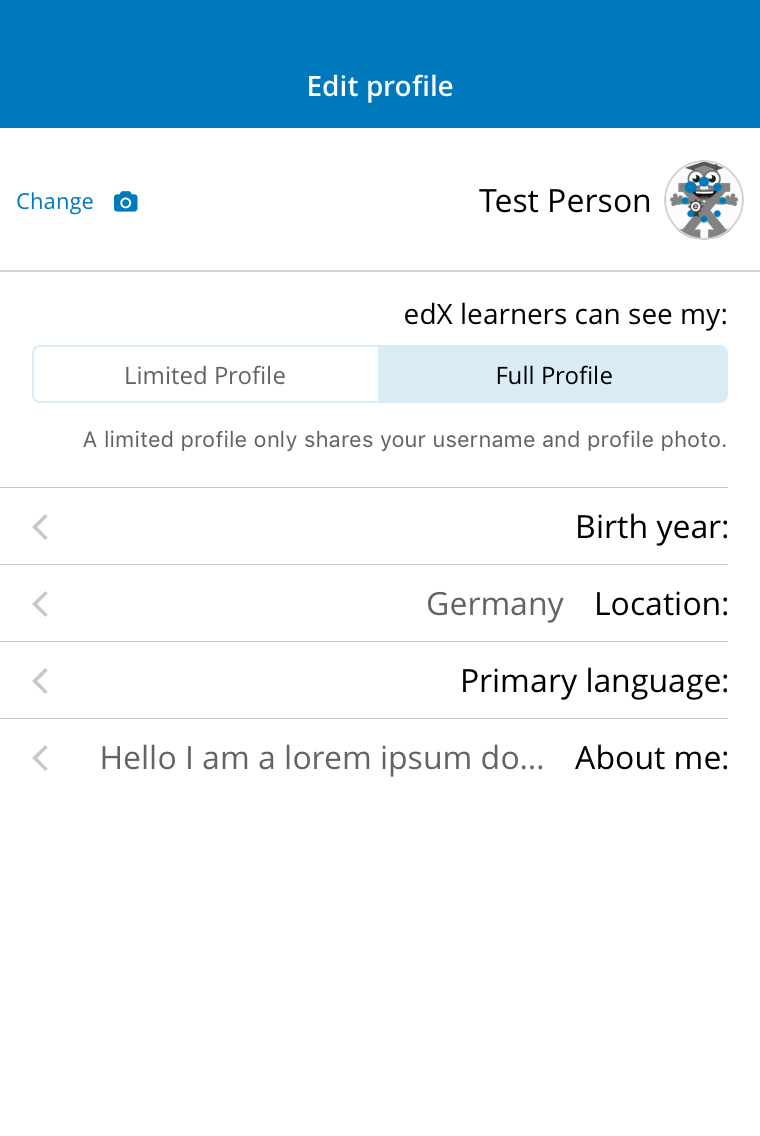 Edit profile
Change
Test Person
edX learners can see my:
Limited Profile
Full Profile
A limited profile only shares your username and profile photo.
Birth year:
Location: Germany
Primary language:
About me: Hello I am a lorem ipsum do...